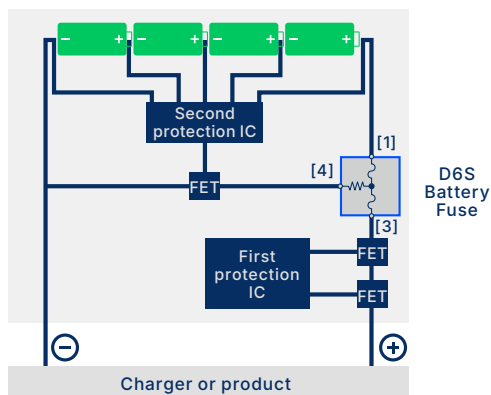 − + − + − + − +
Second
protection IC
[1]
[4]
FET
D6S
Battery
Fuse
[3]
First
protection
IC
FET
FET
− +
Charger or product